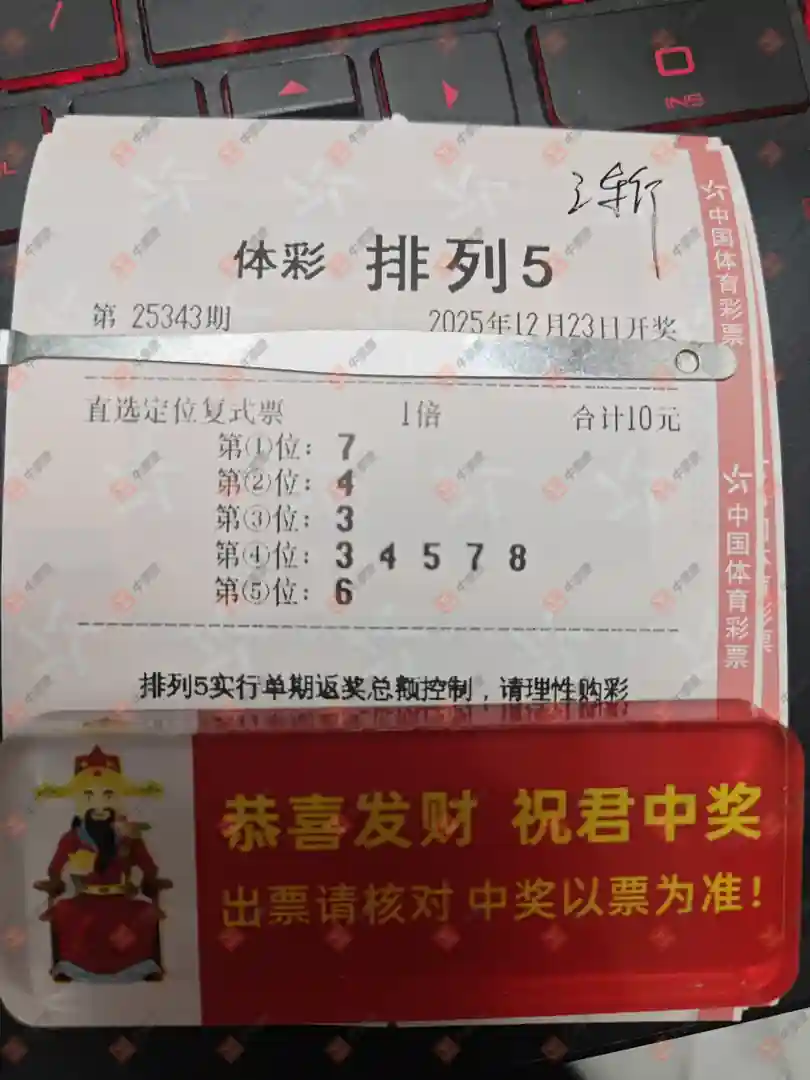 体彩 排列5
第 25343期 2025年12月23日开奖
直选定位复式票 1倍 合计10元
第①位: 7
第②位: 4
第③位: 3
第④位: 3 4 5 7 8
第⑤位: 6
排列5实行单期返奖总额控制，请理性购彩
中国体育彩票
中国体育彩票
恭喜发财 祝君中奖
出票请核对 中奖以票为准！